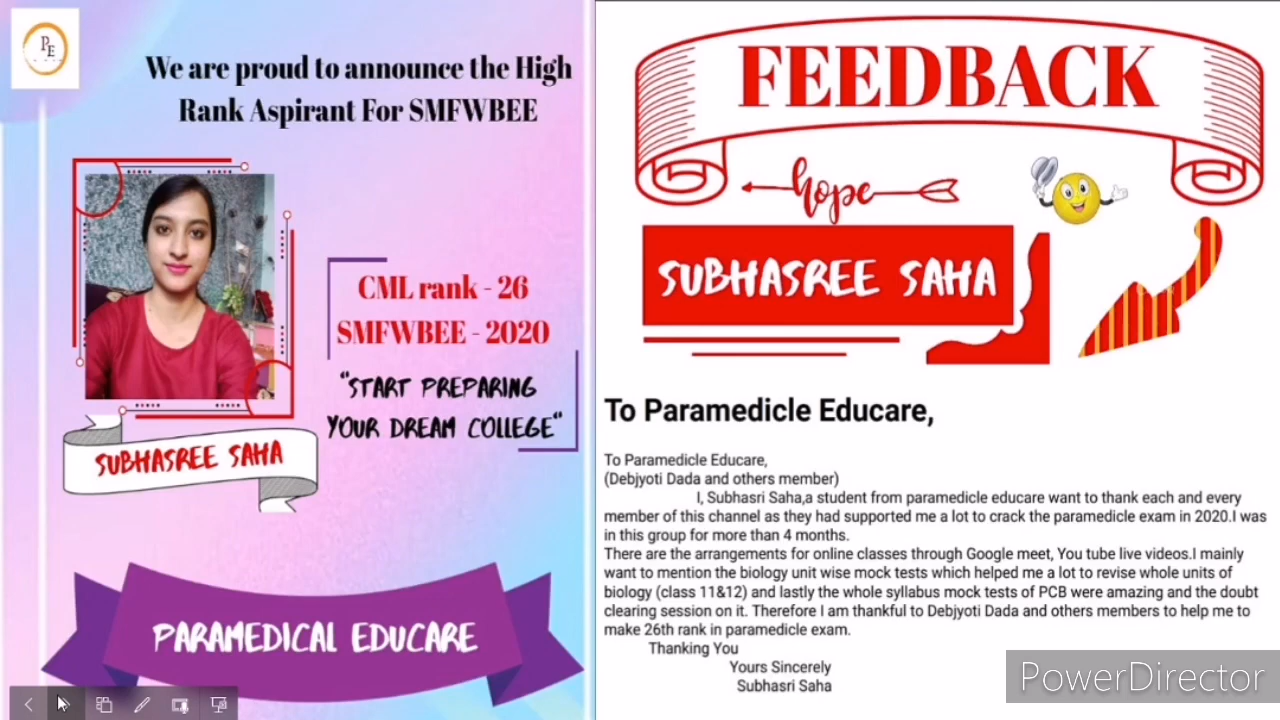 PE
We are proud to announce the High
Rank Aspirant For SMFWBEE
CML rank - 26
SMFWBEE - 2020
"START PREPARING
YOUR DREAM COLLEGE"
SUBHASREE SAHA
PARAMEDICAL EDUCARE
FEEDBACK
hope
SUBHASREE SAHA
To Paramedicle Educare,
To Paramedicle Educare,
(Debjyoti Dada and others member)
I, Subhasri Saha,a student from paramedicle educare want to thank each and every
member of this channel as they had supported me a lot to crack the paramedicle exam in 2020.I was
in this group for more than 4 months.
There are the arrangements for online classes through Google meet, You tube live videos.I mainly
want to mention the biology unit wise mock tests which helped me a lot to revise whole units of
biology (class 11&12) and lastly the whole syllabus mock tests of PCB were amazing and the doubt
clearing session on it. Therefore I am thankful to Debjyoti Dada and others members to help me to
make 26th rank in paramedicle exam.
Thanking You
Yours Sincerely
Subhasri Saha
PowerDirector